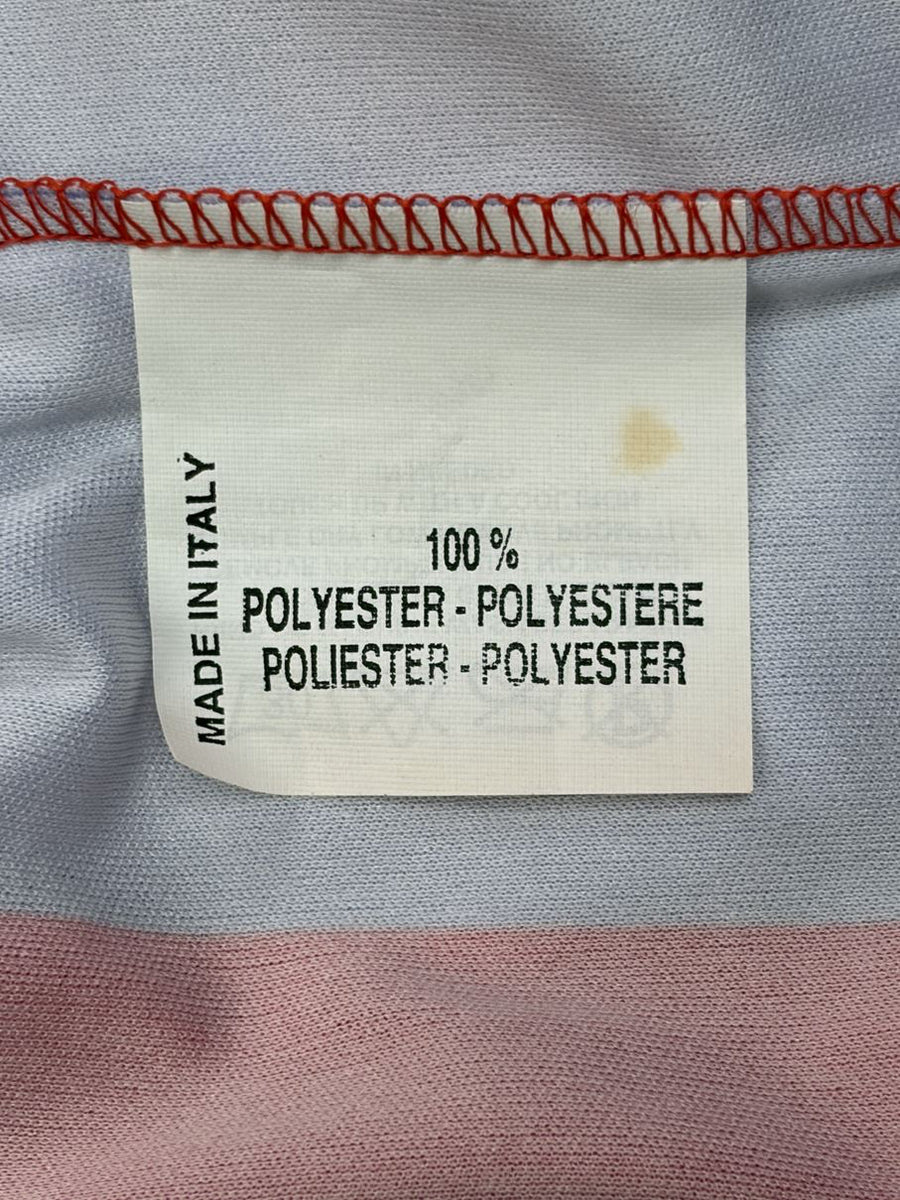 MADE IN ITALY
100 %
POLYESTER - POLYESTERE
POLIESTER - POLYESTER